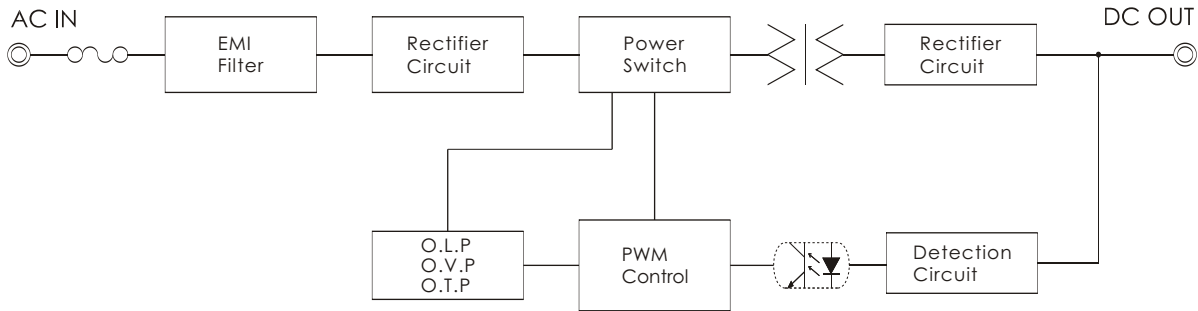 AC IN
DC OUT
EMI
Filter
Rectifier
Circuit
Power
Switch
Rectifier
Circuit
O.L.P
O.V.P
O.T.P
PWM
Control
Detection
Circuit